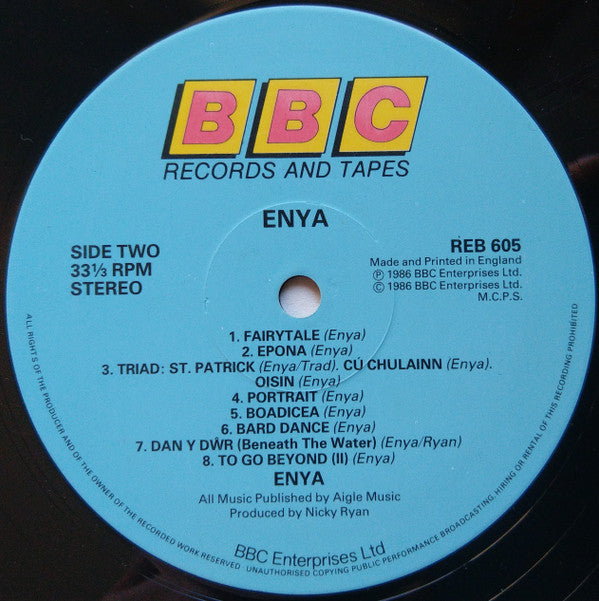 BBC
RECORDS AND TAPES
ENYA
SIDE TWO
33⅓ RPM
STEREO
REB 605
Made and Printed in England
Ⓟ 1986 BBC Enterprises Ltd.
© 1986 BBC Enterprises Ltd.
M.C.P.S.
1. FAIRYTALE (Enya)
2. EPONA (Enya)
3. TRIAD: ST. PATRICK (Enya/Trad). CÚ CHULAINN (Enya).
OISIN (Enya)
4. PORTRAIT (Enya)
5. BOADICEA (Enya)
6. BARD DANCE (Enya)
7. DAN Y DŴR (Beneath The Water) (Enya/Ryan)
8. TO GO BEYOND (II) (Enya)
ENYA
All Music Published by Aigle Music
Produced by Nicky Ryan
BBC Enterprises Ltd
ALL RIGHTS OF THE PRODUCER AND OF THE OWNER OF THE RECORDED WORK RESERVED UNAUTHORISED COPYING PUBLIC PERFORMANCE BROADCASTING. HIRING OR RENTAL OF THIS RECORDING PROHIBITED